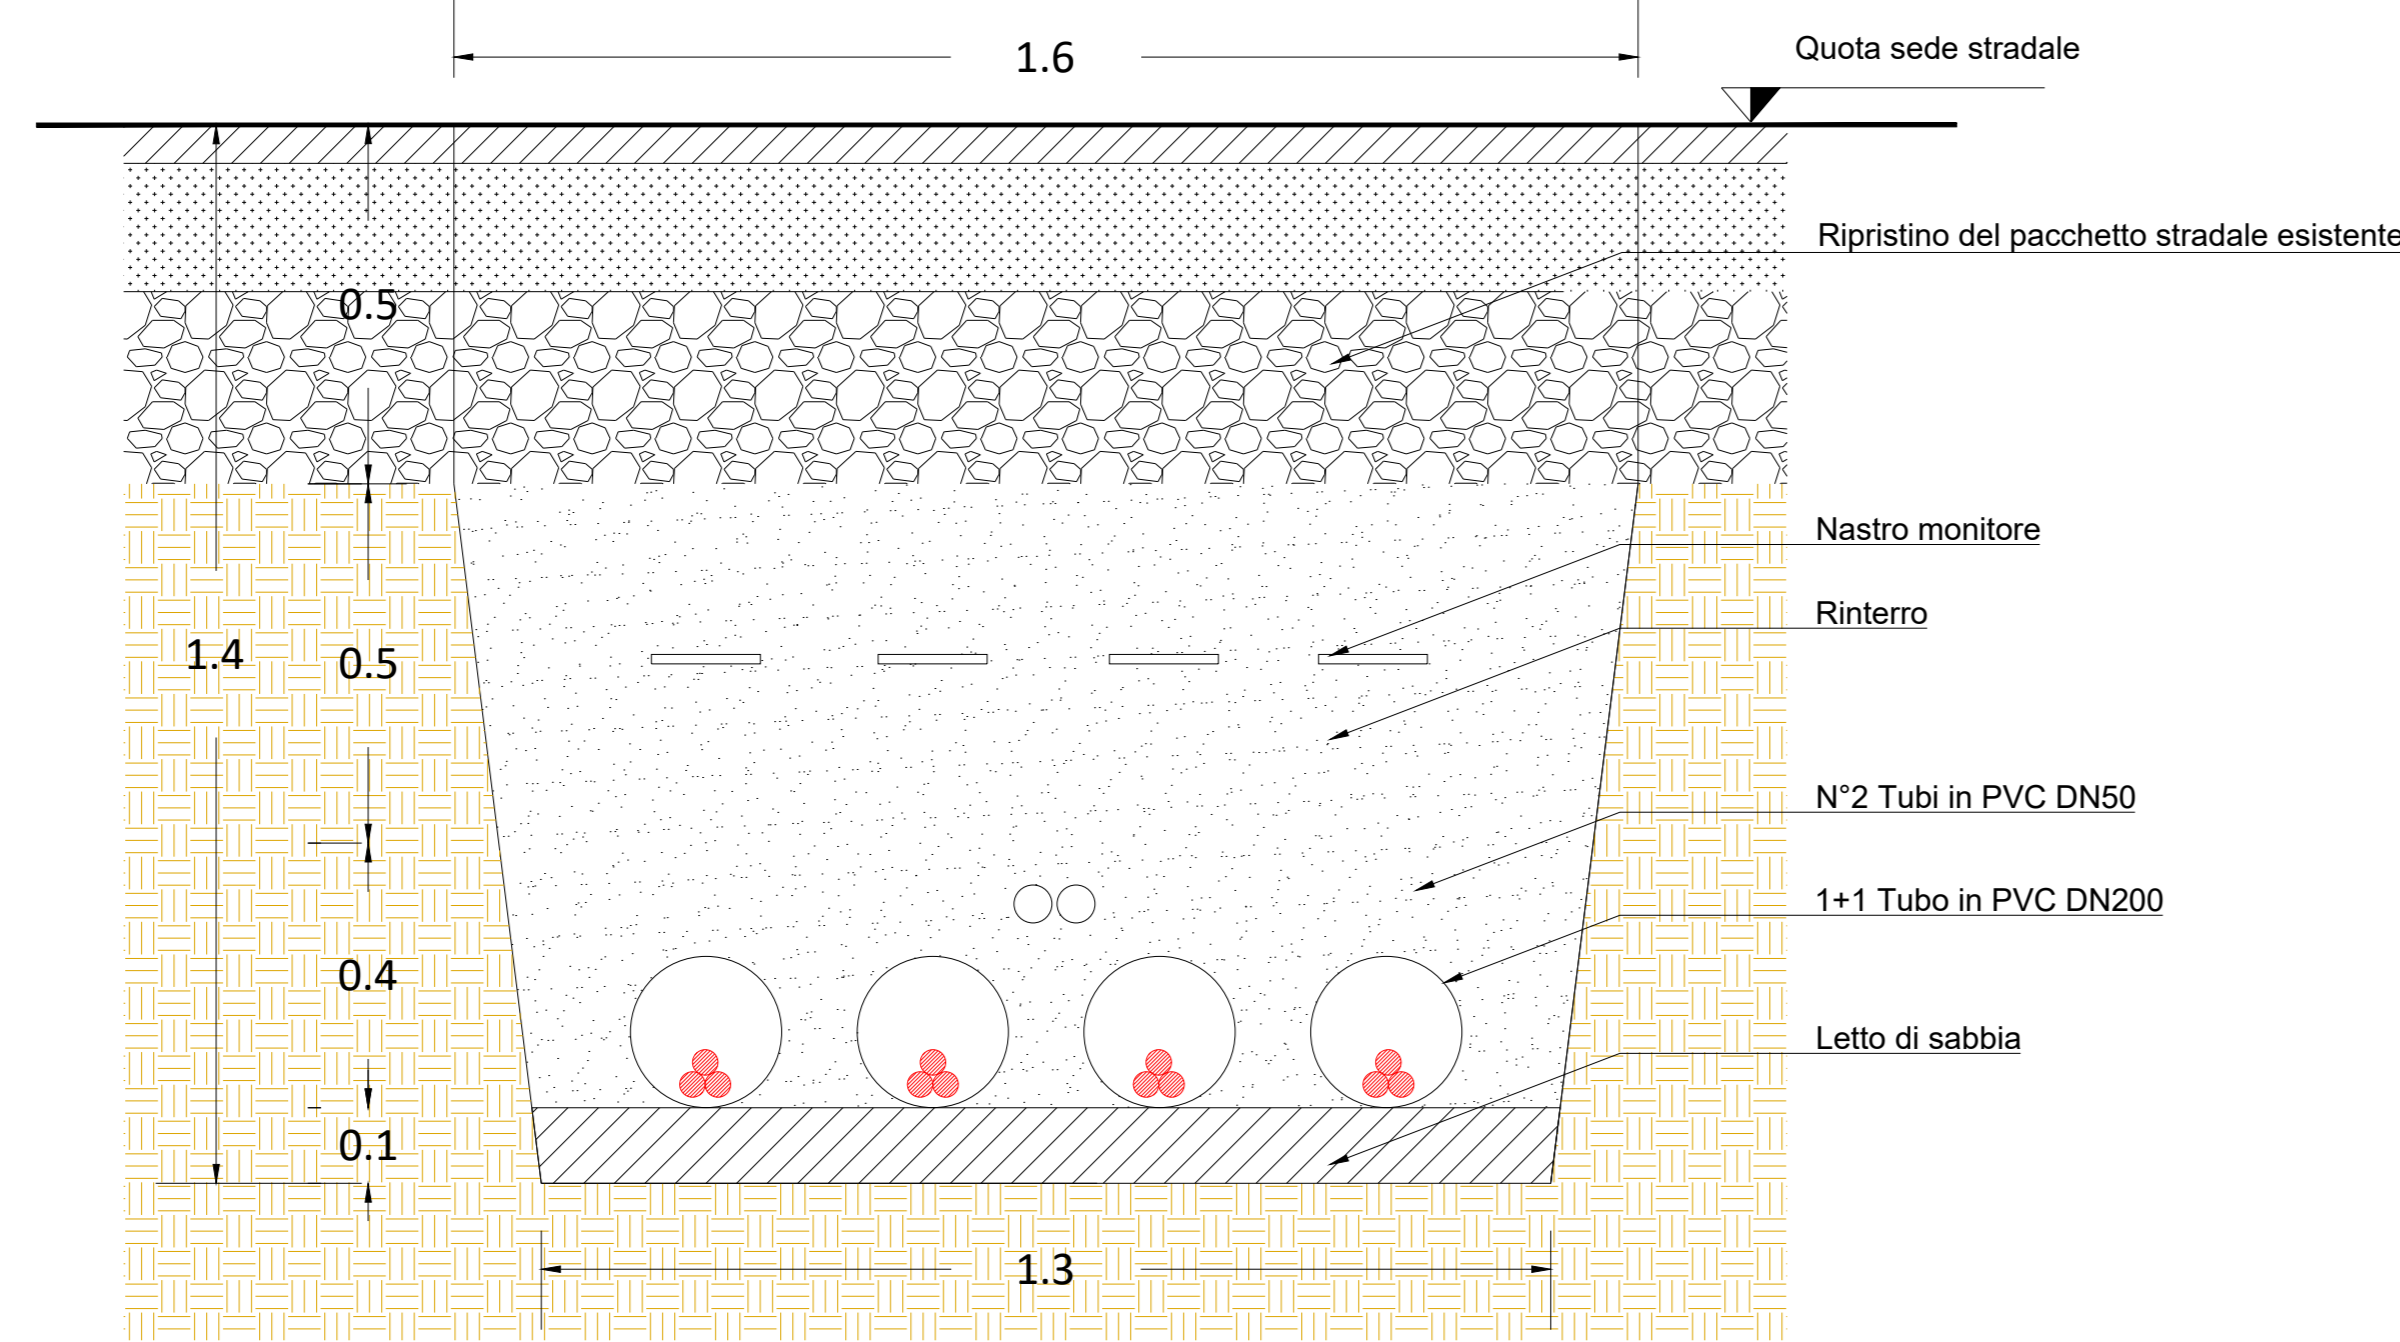 1.6
Quota sede stradale
Ripristino del pacchetto stradale esistente
0.5
Nastro monitore
Rinterro
1.4
0.5
N°2 Tubi in PVC DN50
1+1 Tubo in PVC DN200
0.4
Letto di sabbia
0.1
1.3